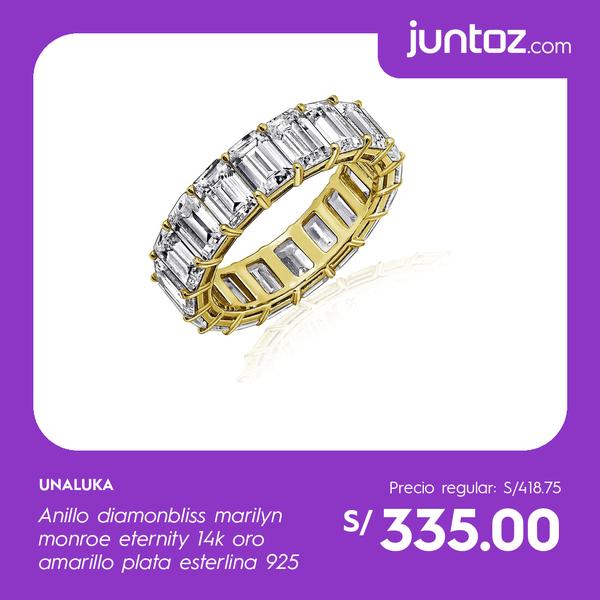 juntoz.com
UNALUKA
Anillo diamonbliss marilyn
monroe eternity 14k oro
amarillo plata esterlina 925
Precio regular: S/418.75
S/ 335.00